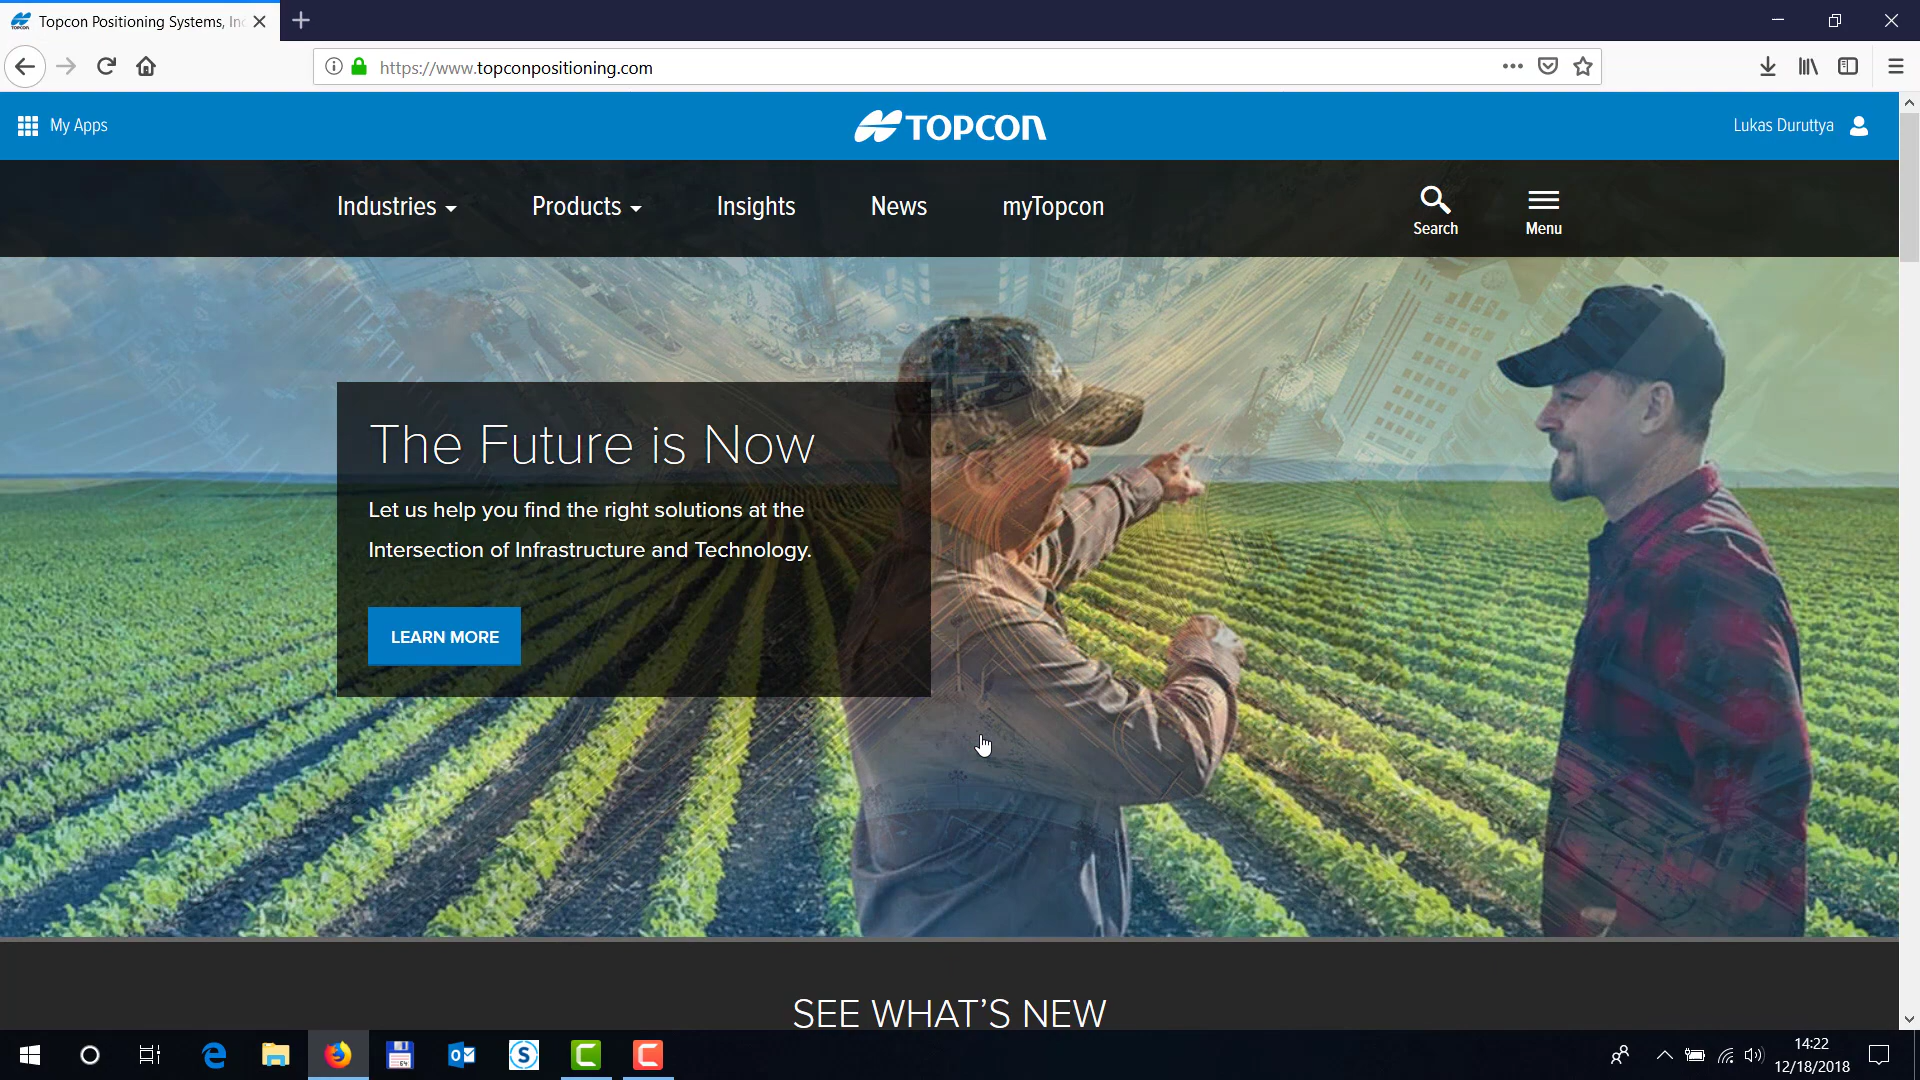 Topcon Positioning Systems, Inc
https://www.topconpositioning.com
My Apps
TOPCON
Lukas Duruttya
Industries
Products
Insights
News
myTopcon
Search
Menu
The Future is Now
Let us help you find the right solutions at the
Intersection of Infrastructure and Technology.
LEARN MORE
SEE WHAT'S NEW
14:22
12/18/2018